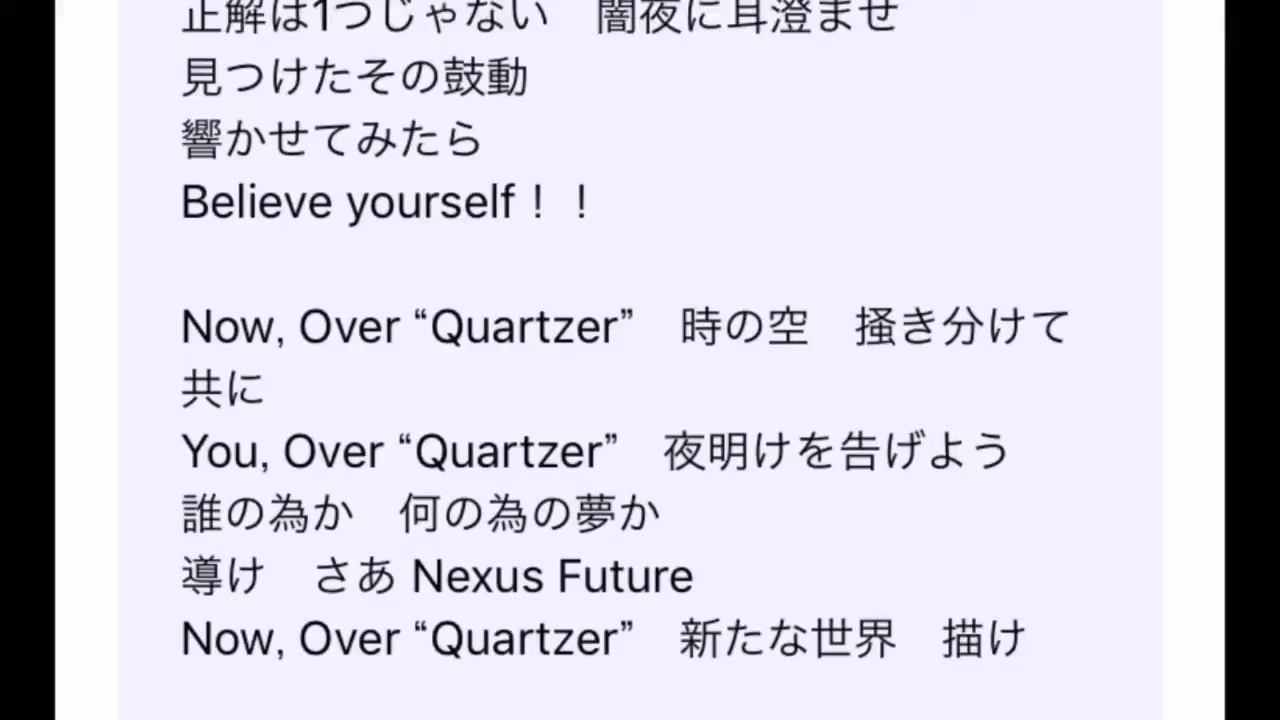 正解は1つじゃない　闇夜に耳澄ませ
見つけたその鼓動
響かせてみたら
Believe yourself！！
Now, Over “Quartzer”　時の空　掻き分けて
共に
You, Over “Quartzer”　夜明けを告げよう
誰の為か　何の為の夢か
導け　さあ Nexus Future
Now, Over “Quartzer”　新たな世界　描け